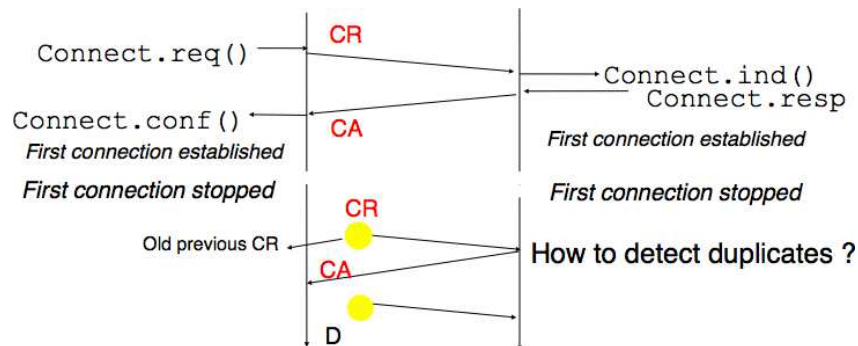 CR
Connect.req()
Connect.ind()
Connect.resp
Connect.conf()
CA
First connection established
First connection established
First connection stopped
First connection stopped
CR
Old previous CR
How to detect duplicates ?
CA
D